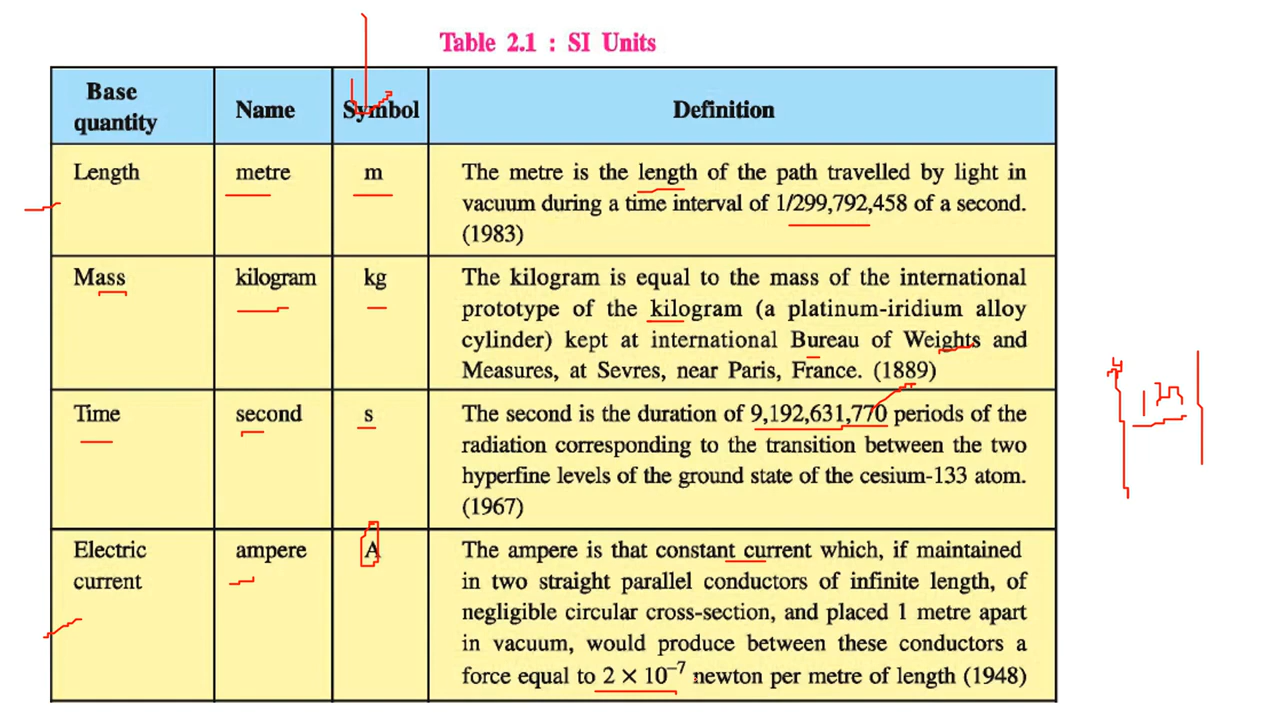 Table 2.1 : SI Units
Base quantity Name Symbol Definition
Length metre m The metre is the length of the path travelled by light in
vacuum during a time interval of 1/299,792,458 of a second.
(1983)
Mass kilogram kg The kilogram is equal to the mass of the international
prototype of the kilogram (a platinum-iridium alloy
cylinder) kept at international Bureau of Weights and
Measures, at Sevres, near Paris, France. (1889)
Time second s The second is the duration of 9,192,631,770 periods of the
radiation corresponding to the transition between the two
hyperfine levels of the ground state of the cesium-133 atom.
(1967)
Electric current ampere A The ampere is that constant current which, if maintained
in two straight parallel conductors of infinite length, of
negligible circular cross-section, and placed 1 metre apart
in vacuum, would produce between these conductors a
force equal to 2 × 10⁻⁷ newton per metre of length (1948)
1m